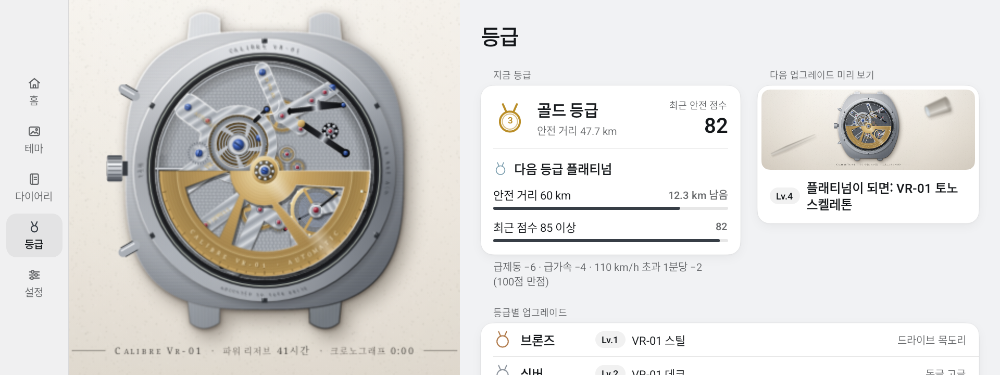 홈
테마
다이어리
등급
설정
CALIBRE VR-01
CALIBRE VR-01 · AUTOMATIC
CALIBRE VR-01 · 파워 리저브 41시간 · 크로노그래프 0:00
등급
지금 등급
3
골드 등급
안전 거리 47.7 km
최근 안전 점수
82
다음 등급 플래티넘
안전 거리 60 km
12.3 km 남음
최근 점수 85 이상
82
급제동 −6 · 급가속 −4 · 110 km/h 초과 1분당 −2
(100점 만점)
다음 업그레이드 미리 보기
Lv.4
플래티넘이 되면: VR-01 토노
스켈레톤
등급별 업그레이드
브론즈
Lv.1
VR-01 스틸
드라이브 목도리